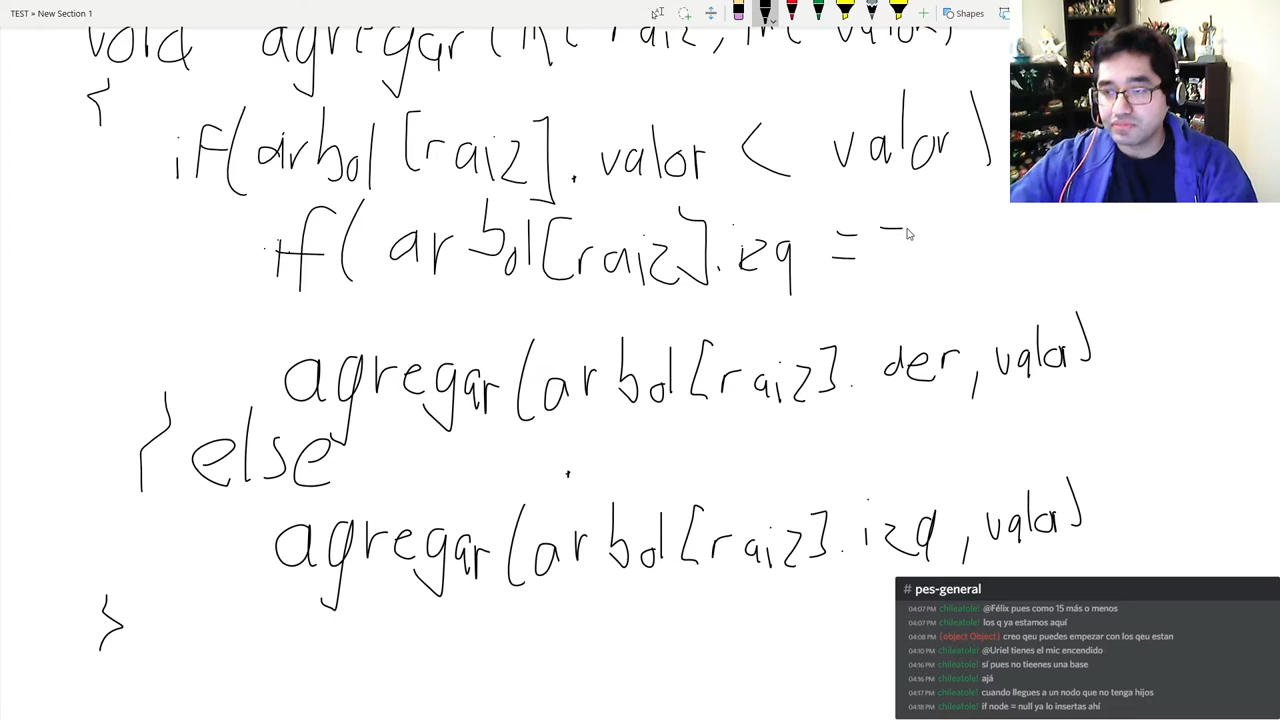 TEST » New Section 1
Shapes
void agregar(int raiz, int valor)
{
if(arbol[raiz].valor < valor)
if(arbol[raiz].izq = -
agregar(arbol[raiz].der, valor)
}else
agregar(arbol[raiz].izq, valor)
}
# pes-general
04:07 PM chileatole! @Félix pues como 15 más o menos
04:07 PM chileatole! los q ya estamos aquí
04:08 PM [object Object] creo qeu puedes empezar con los qeu estan
04:10 PM chileatole! @Uriel tienes el mic encendido
04:16 PM chileatole! sí pues no tieenes una base
04:16 PM chileatole! ajá
04:17 PM chileatole! cuando llegues a un nodo que no tenga hijos
04:18 PM chileatole! if node = null ya lo insertas ahí